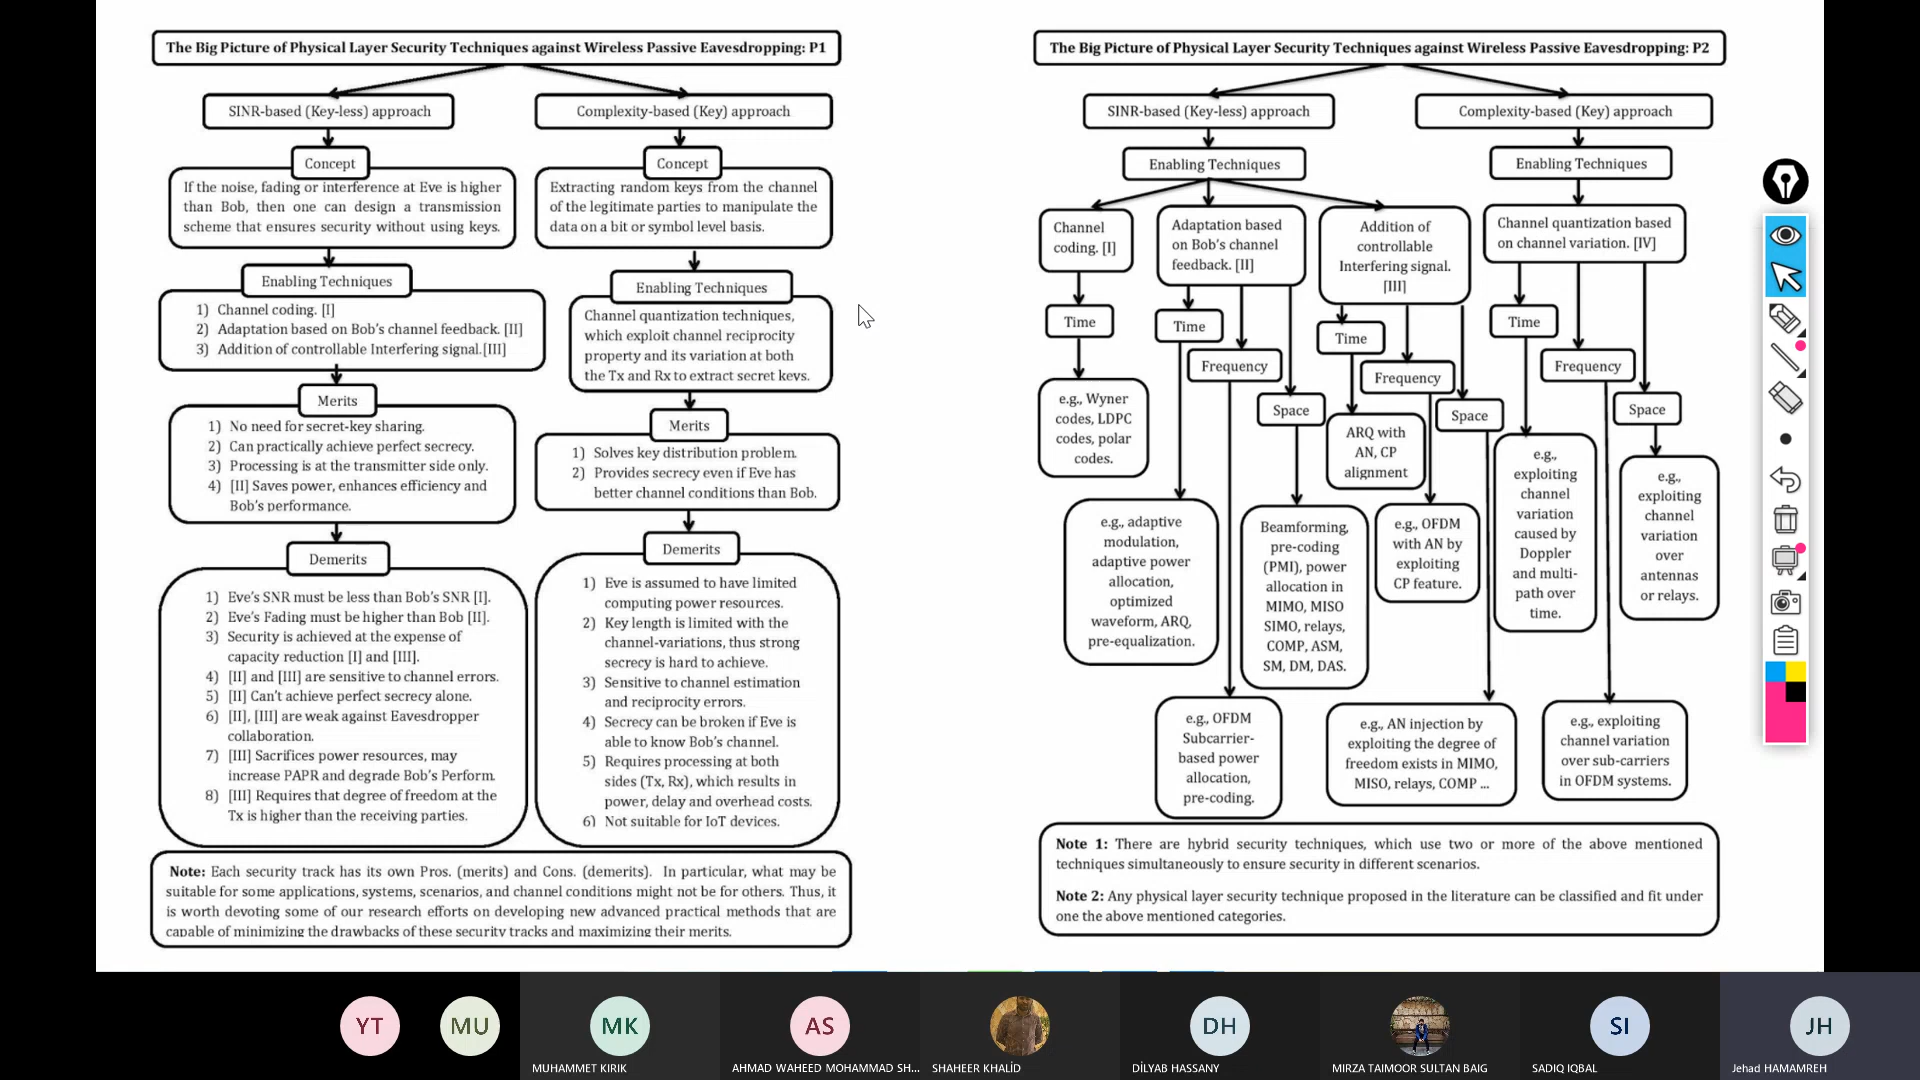 The Big Picture of Physical Layer Security Techniques against Wireless Passive Eavesdropping: P1
SINR-based (Key-less) approach
Complexity-based (Key) approach
Concept
If the noise, fading or interference at Eve is higher
than Bob, then one can design a transmission
scheme that ensures security without using keys.
Concept
Extracting random keys from the channel
of the legitimate parties to manipulate the
data on a bit or symbol level basis.
Enabling Techniques
1) Channel coding. [I]
2) Adaptation based on Bob's channel feedback. [II]
3) Addition of controllable Interfering signal.[III]
Enabling Techniques
Channel quantization techniques,
which exploit channel reciprocity
property and its variation at both
the Tx and Rx to extract secret keys.
Merits
1) No need for secret-key sharing.
2) Can practically achieve perfect secrecy.
3) Processing is at the transmitter side only.
4) [II] Saves power, enhances efficiency and
Bob's performance.
Merits
1) Solves key distribution problem.
2) Provides secrecy even if Eve has
better channel conditions than Bob.
Demerits
1) Eve's SNR must be less than Bob's SNR [I].
2) Eve's Fading must be higher than Bob [II].
3) Security is achieved at the expense of
capacity reduction [I] and [III].
4) [II] and [III] are sensitive to channel errors.
5) [II] Can't achieve perfect secrecy alone.
6) [II], [III] are weak against Eavesdropper
collaboration.
7) [III] Sacrifices power resources, may
increase PAPR and degrade Bob's Perform.
8) [III] Requires that degree of freedom at the
Tx is higher than the receiving parties.
Demerits
1) Eve is assumed to have limited
computing power resources.
2) Key length is limited with the
channel-variations, thus strong
secrecy is hard to achieve.
3) Sensitive to channel estimation
and reciprocity errors.
4) Secrecy can be broken if Eve is
able to know Bob's channel.
5) Requires processing at both
sides (Tx, Rx), which results in
power, delay and overhead costs.
6) Not suitable for IoT devices.
Note: Each security track has its own Pros. (merits) and Cons. (demerits). In particular, what may be
suitable for some applications, systems, scenarios, and channel conditions might not be for others. Thus, it
is worth devoting some of our research efforts on developing new advanced practical methods that are
capable of minimizing the drawbacks of these security tracks and maximizing their merits.
The Big Picture of Physical Layer Security Techniques against Wireless Passive Eavesdropping: P2
SINR-based (Key-less) approach
Complexity-based (Key) approach
Enabling Techniques
Enabling Techniques
Channel
coding. [I]
Adaptation based
on Bob's channel
feedback. [II]
Addition of
controllable
Interfering signal.
[III]
Channel quantization based
on channel variation. [IV]
Time
Time
Frequency
Space
Time
Frequency
Space
Time
Frequency
Space
e.g., Wyner
codes, LDPC
codes, polar
codes.
ARQ with
AN, CP
alignment
e.g.,
exploiting
channel
variation
caused by
Doppler
and multi-
path over
time.
e.g.,
exploiting
channel
variation
over
antennas
or relays.
e.g., adaptive
modulation,
adaptive power
allocation,
optimized
waveform, ARQ,
pre-equalization.
Beamforming,
pre-coding
(PMI), power
allocation in
MIMO, MISO
SIMO, relays,
COMP, ASM,
SM, DM, DAS.
e.g., OFDM
with AN by
exploiting
CP feature.
e.g., OFDM
Subcarrier-
based power
allocation,
pre-coding.
e.g., AN injection by
exploiting the degree of
freedom exists in MIMO,
MISO, relays, COMP ...
e.g., exploiting
channel variation
over sub-carriers
in OFDM systems.
Note 1: There are hybrid security techniques, which use two or more of the above mentioned
techniques simultaneously to ensure security in different scenarios.
Note 2: Any physical layer security technique proposed in the literature can be classified and fit under
one the above mentioned categories.
YT
MU
MK
AS
DH
SI
JH
MUHAMMET KIRIK
AHMAD WAHEED MOHAMMAD SH...
SHAHEER KHALİD
DİLYAB HASSANY
MIRZA TAIMOOR SULTAN BAIG
SADIQ IQBAL
Jehad HAMAMREH